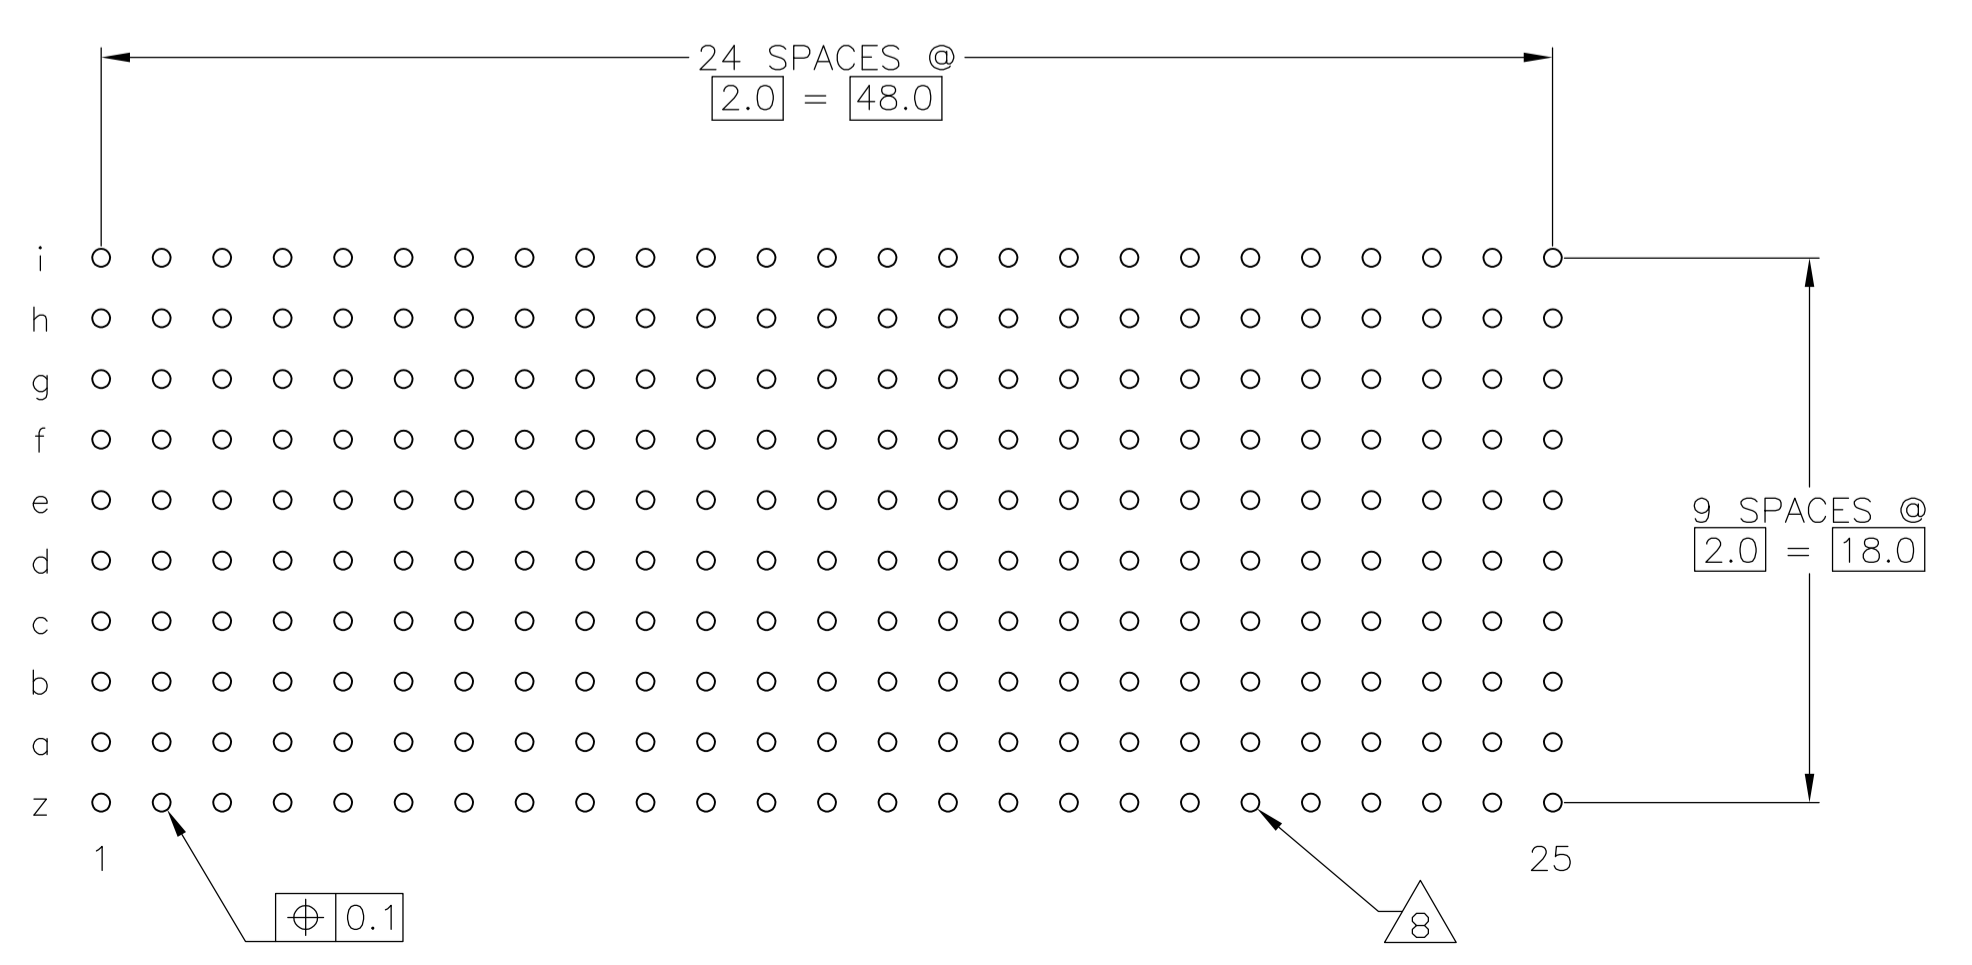 24 SPACES @
2.0 = 48.0
i
h
g
f
e
d
c
b
a
z
9 SPACES @
2.0 = 18.0
1
25
⌖ 0.1
8